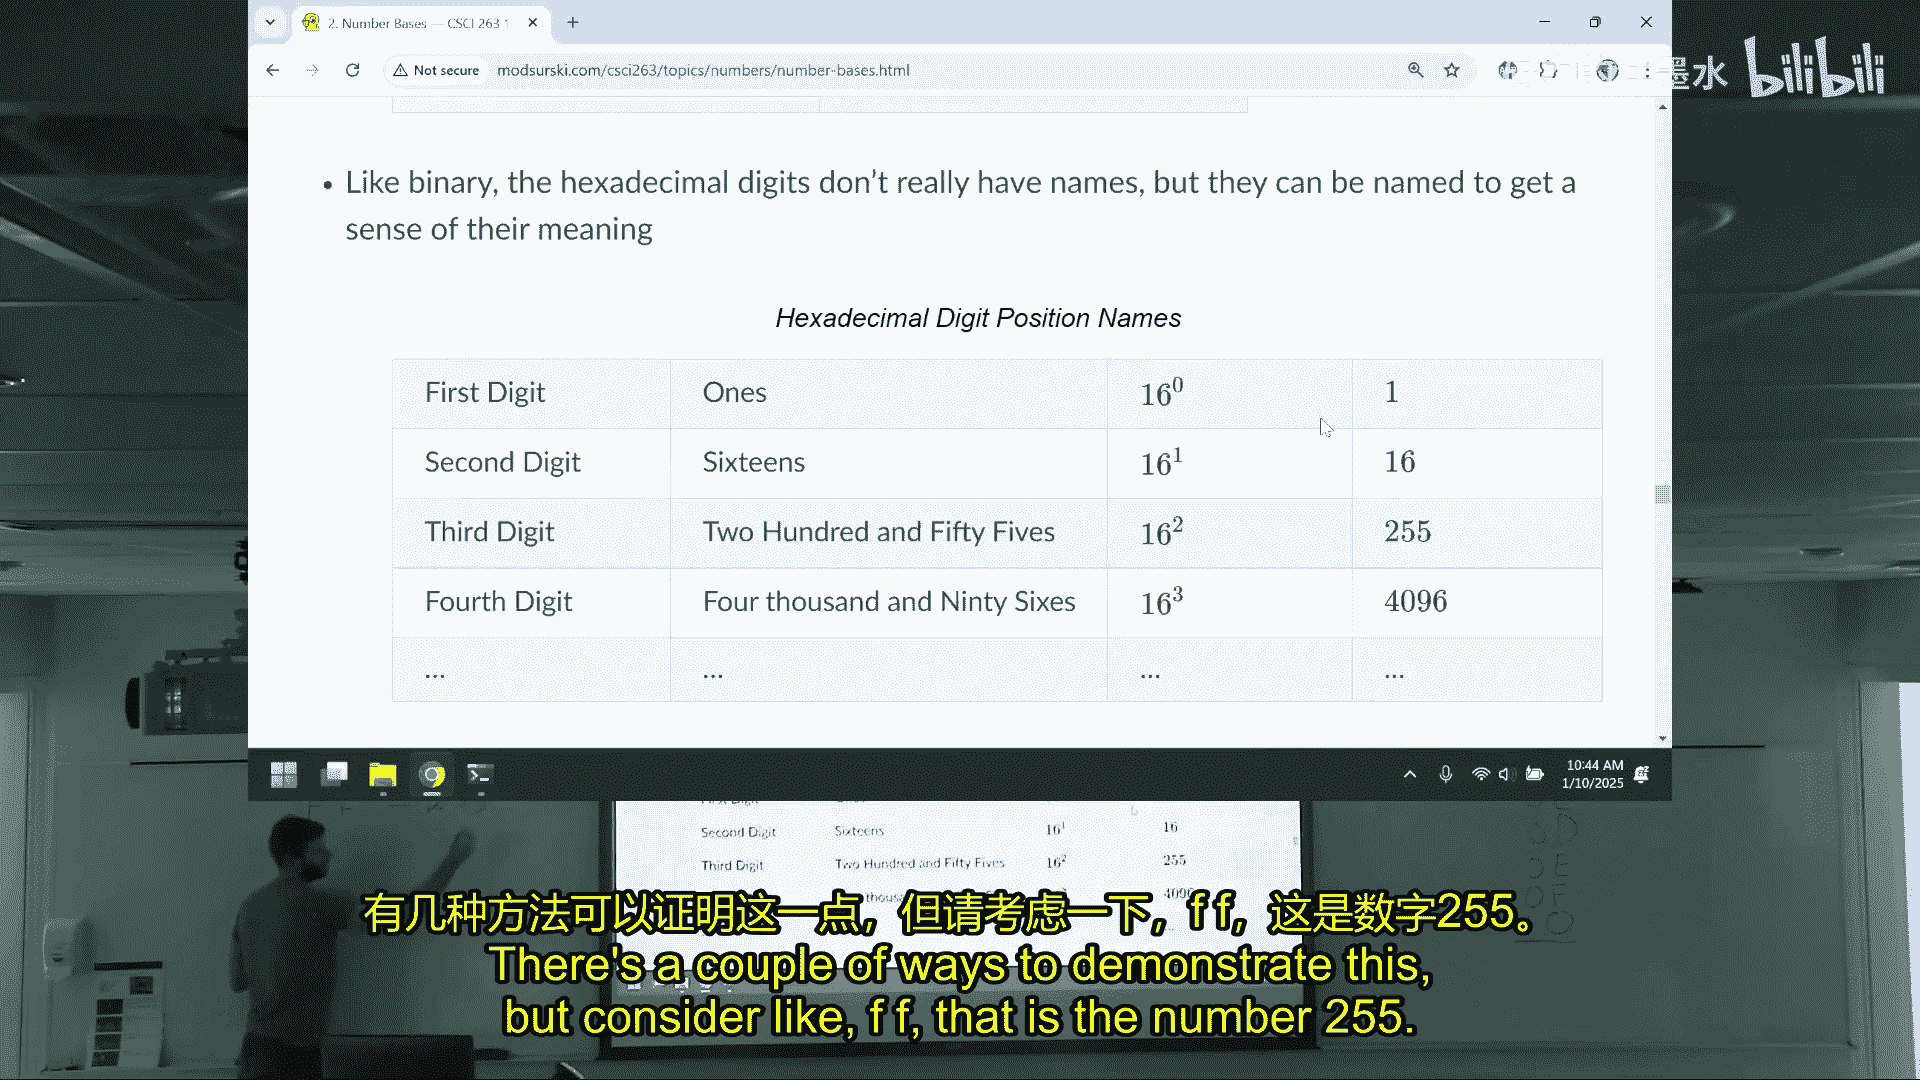 2. Number Bases — CSCI 263 1
Not secure
modsurski.com/csci263/topics/numbers/number-bases.html
墨水 bilibili
• Like binary, the hexadecimal digits don’t really have names, but they can be named to get a
sense of their meaning
Hexadecimal Digit Position Names
First Digit Ones 16⁰ 1
Second Digit Sixteens 16¹ 16
Third Digit Two Hundred and Fifty Fives 16² 255
Fourth Digit Four thousand and Ninty Sixes 16³ 4096
... ... ... ...
10:44 AM
1/10/2025
Second Digit Sixteens 16¹ 16
Third Digit Two Hundred and Fifty Fives 16² 255
4096
有几种方法可以证明这一点，但请考虑一下，f f，这是数字255。
There's a couple of ways to demonstrate this,
but consider like, f f, that is the number 255.